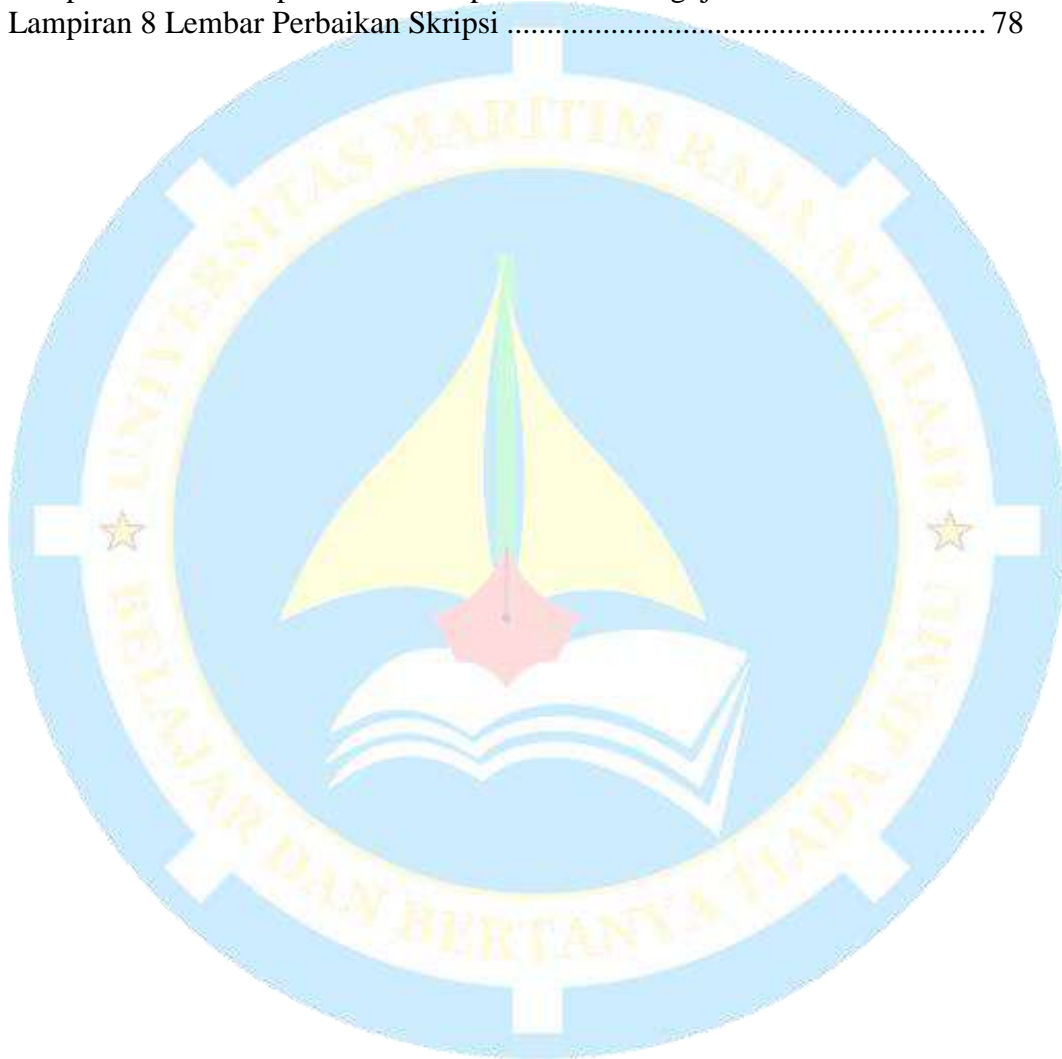 Lampiran 8 Lembar Perbaikan Skripsi ............................................................. 78
UNIVERSITAS MARITIM RAJA ALI HAJI
BELAJAR DAN BERTANYA TIADA JEMU